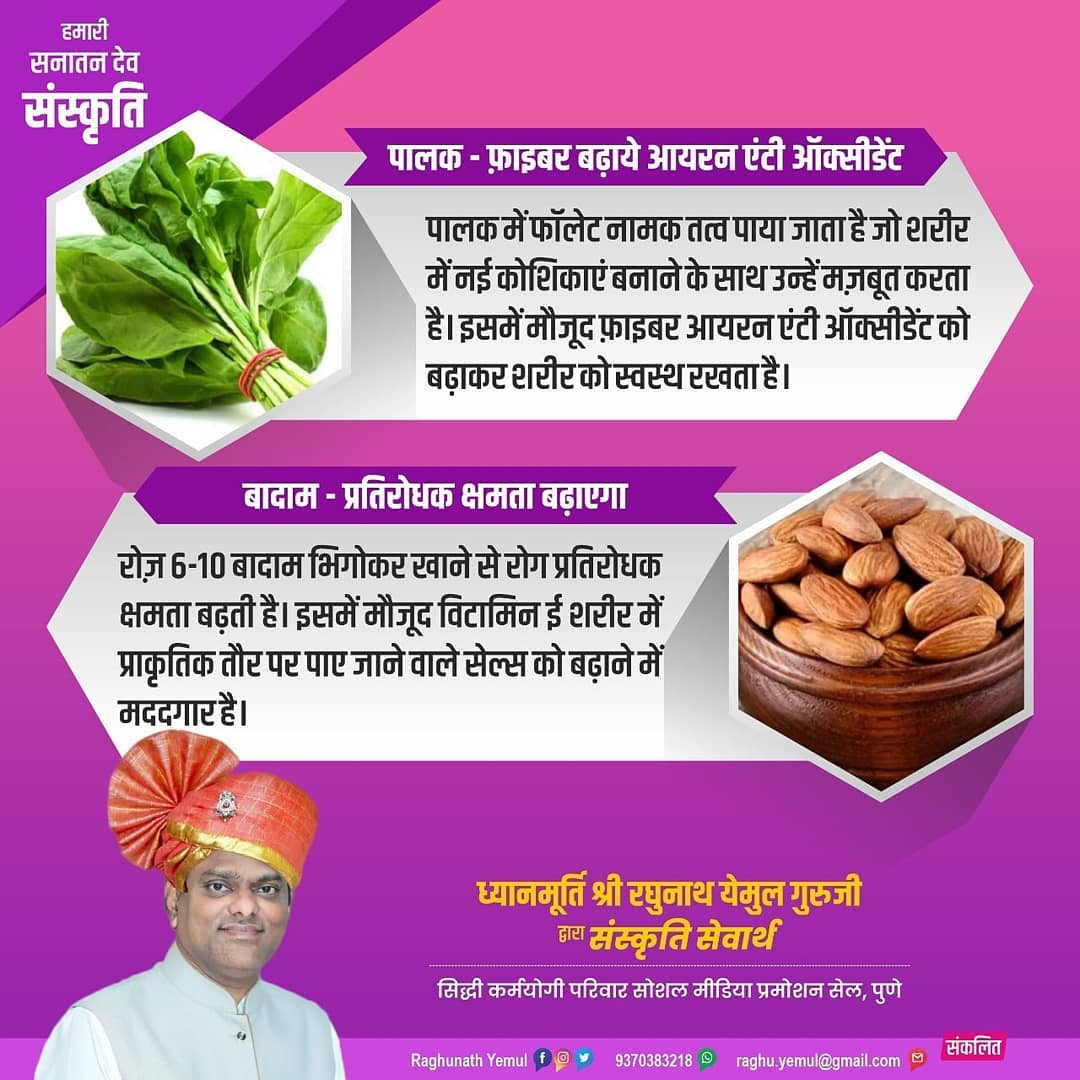 हमारी
सनातन देव
संस्कृति
पालक - फ़ाइबर बढ़ाये आयरन एंटी ऑक्सीडेंट
पालक में फॉलेट नामक तत्व पाया जाता है जो शरीर
में नई कोशिकाएं बनाने के साथ उन्हें मज़बूत करता
है। इसमें मौजूद फ़ाइबर आयरन एंटी ऑक्सीडेंट को
बढ़ाकर शरीर को स्वस्थ रखता है।
बादाम - प्रतिरोधक क्षमता बढ़ाएगा
रोज़ 6-10 बादाम भिगोकर खाने से रोग प्रतिरोधक
क्षमता बढ़ती है। इसमें मौजूद विटामिन ई शरीर में
प्राकृतिक तौर पर पाए जाने वाले सेल्स को बढ़ाने में
मददगार है।
ध्यानमूर्ति श्री रघुनाथ येमुल गुरुजी
द्वारा संस्कृति सेवार्थ
सिद्धी कर्मयोगी परिवार सोशल मीडिया प्रमोशन सेल, पुणे
संकलित
Raghunath Yemul 9370383218 raghu.yemul@gmail.com